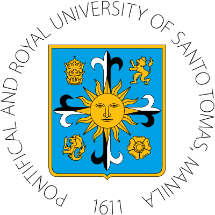 PONTIFICAL AND ROYAL UNIVERSITY OF SANTO TOMAS, MANILA
1611